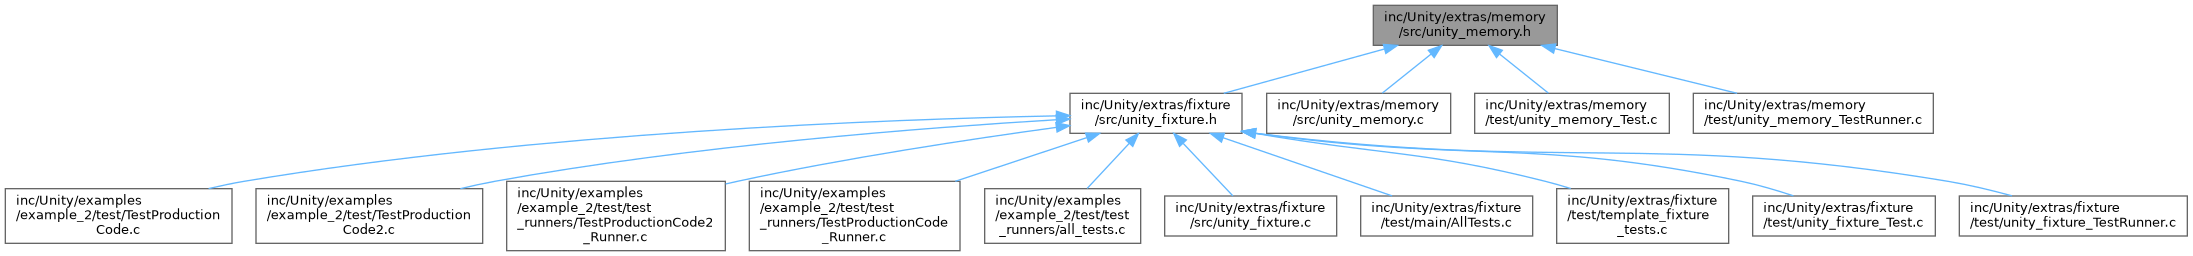 inc/Unity/extras/memory
/src/unity_memory.h
inc/Unity/extras/fixture
/src/unity_fixture.h
inc/Unity/extras/memory
/src/unity_memory.c
inc/Unity/extras/memory
/test/unity_memory_Test.c
inc/Unity/extras/memory
/test/unity_memory_TestRunner.c
inc/Unity/examples
/example_2/test/TestProduction
Code.c
inc/Unity/examples
/example_2/test/TestProduction
Code2.c
inc/Unity/examples
/example_2/test/test
_runners/TestProductionCode2
_Runner.c
inc/Unity/examples
/example_2/test/test
_runners/TestProductionCode
_Runner.c
inc/Unity/examples
/example_2/test/test
_runners/all_tests.c
inc/Unity/extras/fixture
/src/unity_fixture.c
inc/Unity/extras/fixture
/test/main/AllTests.c
inc/Unity/extras/fixture
/test/template_fixture
_tests.c
inc/Unity/extras/fixture
/test/unity_fixture_Test.c
inc/Unity/extras/fixture
/test/unity_fixture_TestRunner.c